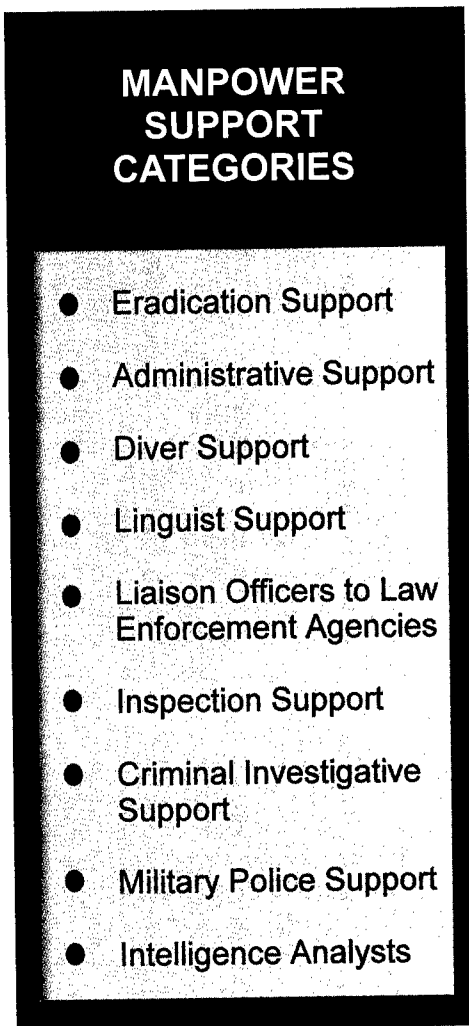 MANPOWER
SUPPORT
CATEGORIES
● Eradication Support
● Administrative Support
● Diver Support
● Linguist Support
● Liaison Officers to Law
Enforcement Agencies
● Inspection Support
● Criminal Investigative
Support
● Military Police Support
● Intelligence Analysts